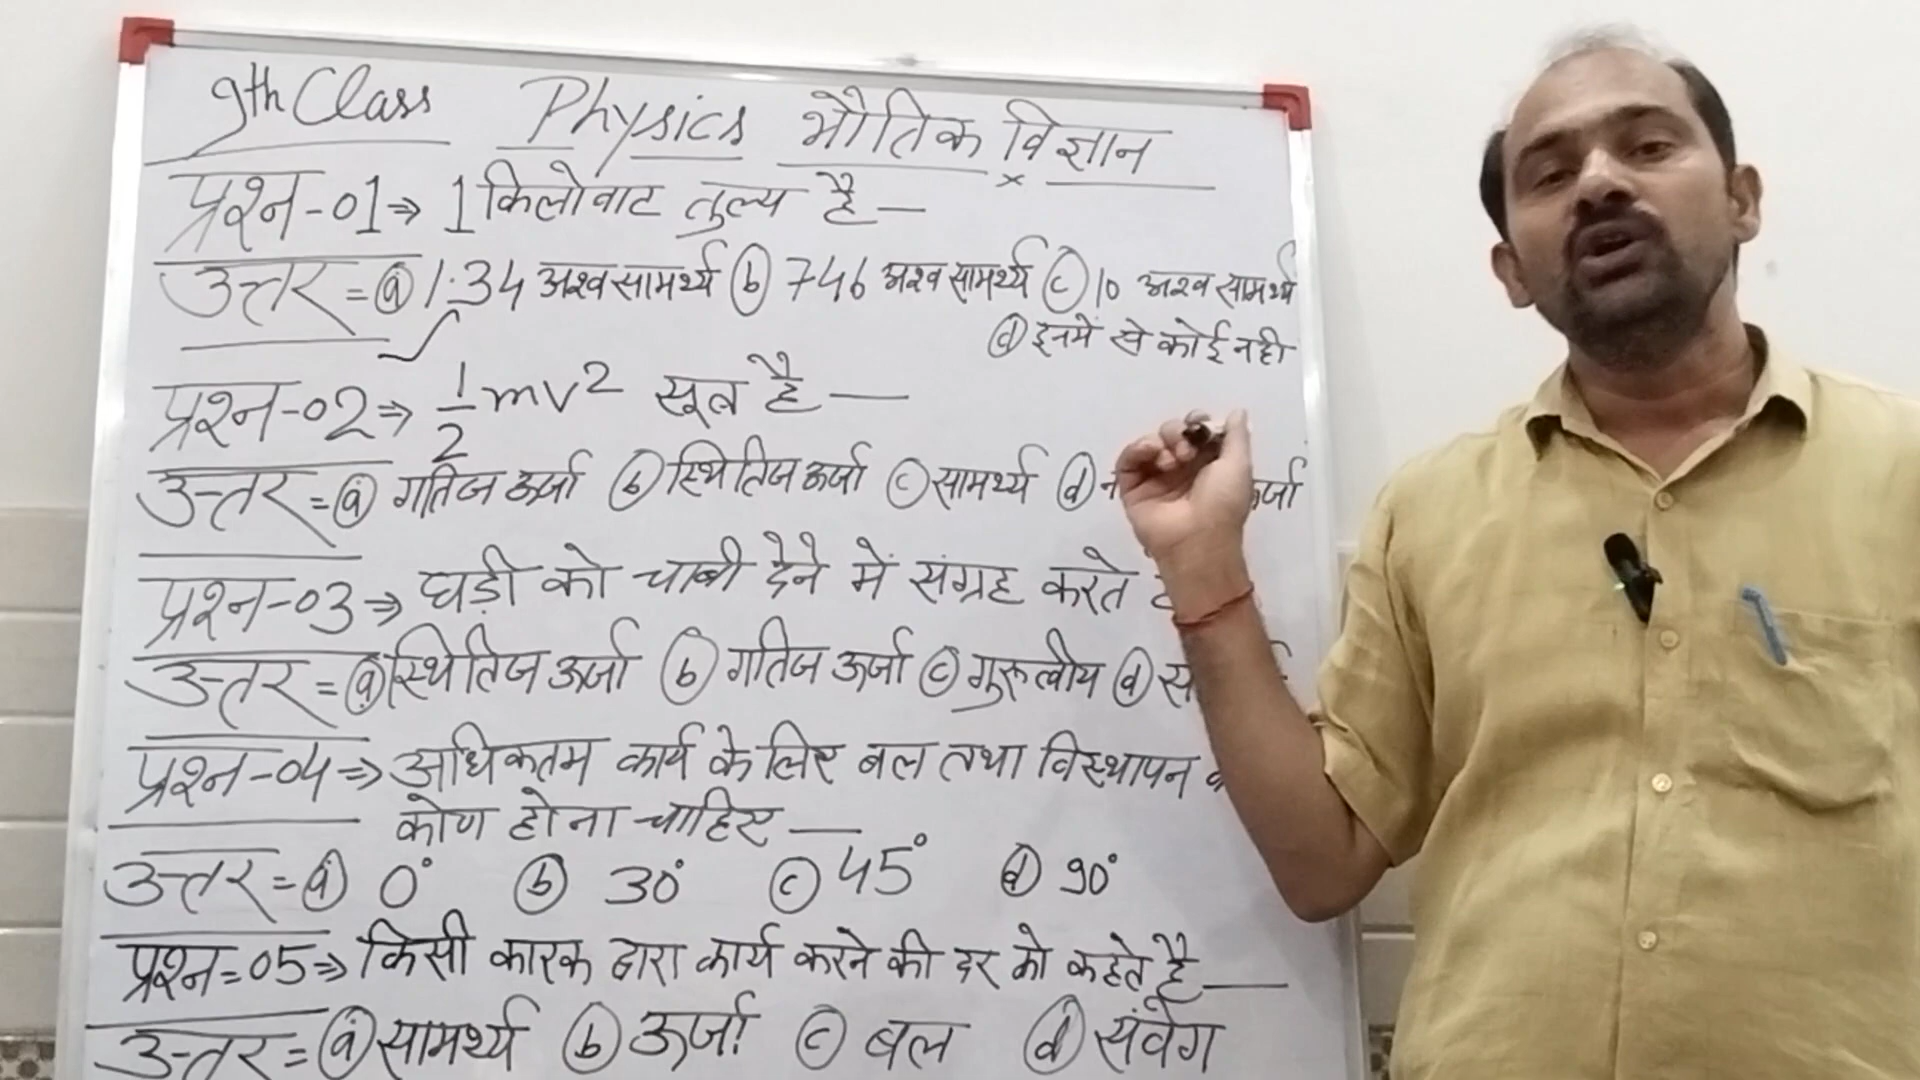 9th Class Physics भौतिक विज्ञान
प्रश्न-01⇒ 1 किलोवाट तुल्य है—
उत्तर=ⓐ 1.34 अश्व सामर्थ्य ⓑ 746 अश्व सामर्थ्य ⓒ 10 अश्व सामर्थ्य
ⓓ इनमें से कोई नही
प्रश्न-02⇒ 1/2 mv² सूत्र है—
उत्तर=ⓐ गतिज ऊर्जा ⓑ स्थितिज ऊर्जा ⓒ सामर्थ्य ⓓ
प्रश्न-03⇒ घड़ी को चाबी देने में संग्रह करते
उत्तर=ⓐ स्थितिज ऊर्जा ⓑ गतिज ऊर्जा ⓒ गुरूत्वीय ⓓ
प्रश्न-04⇒ अधिकतम कार्य के लिए बल तथा विस्थापन
कोण होना चाहिए—
उत्तर=ⓐ 0° ⓑ 30° ⓒ 45° ⓓ 90°
प्रश्न=05⇒ किसी कारक द्वारा कार्य करने की दर को कहते है—
उत्तर=ⓐ सामर्थ्य ⓑ ऊर्जा ⓒ बल ⓓ संवेग